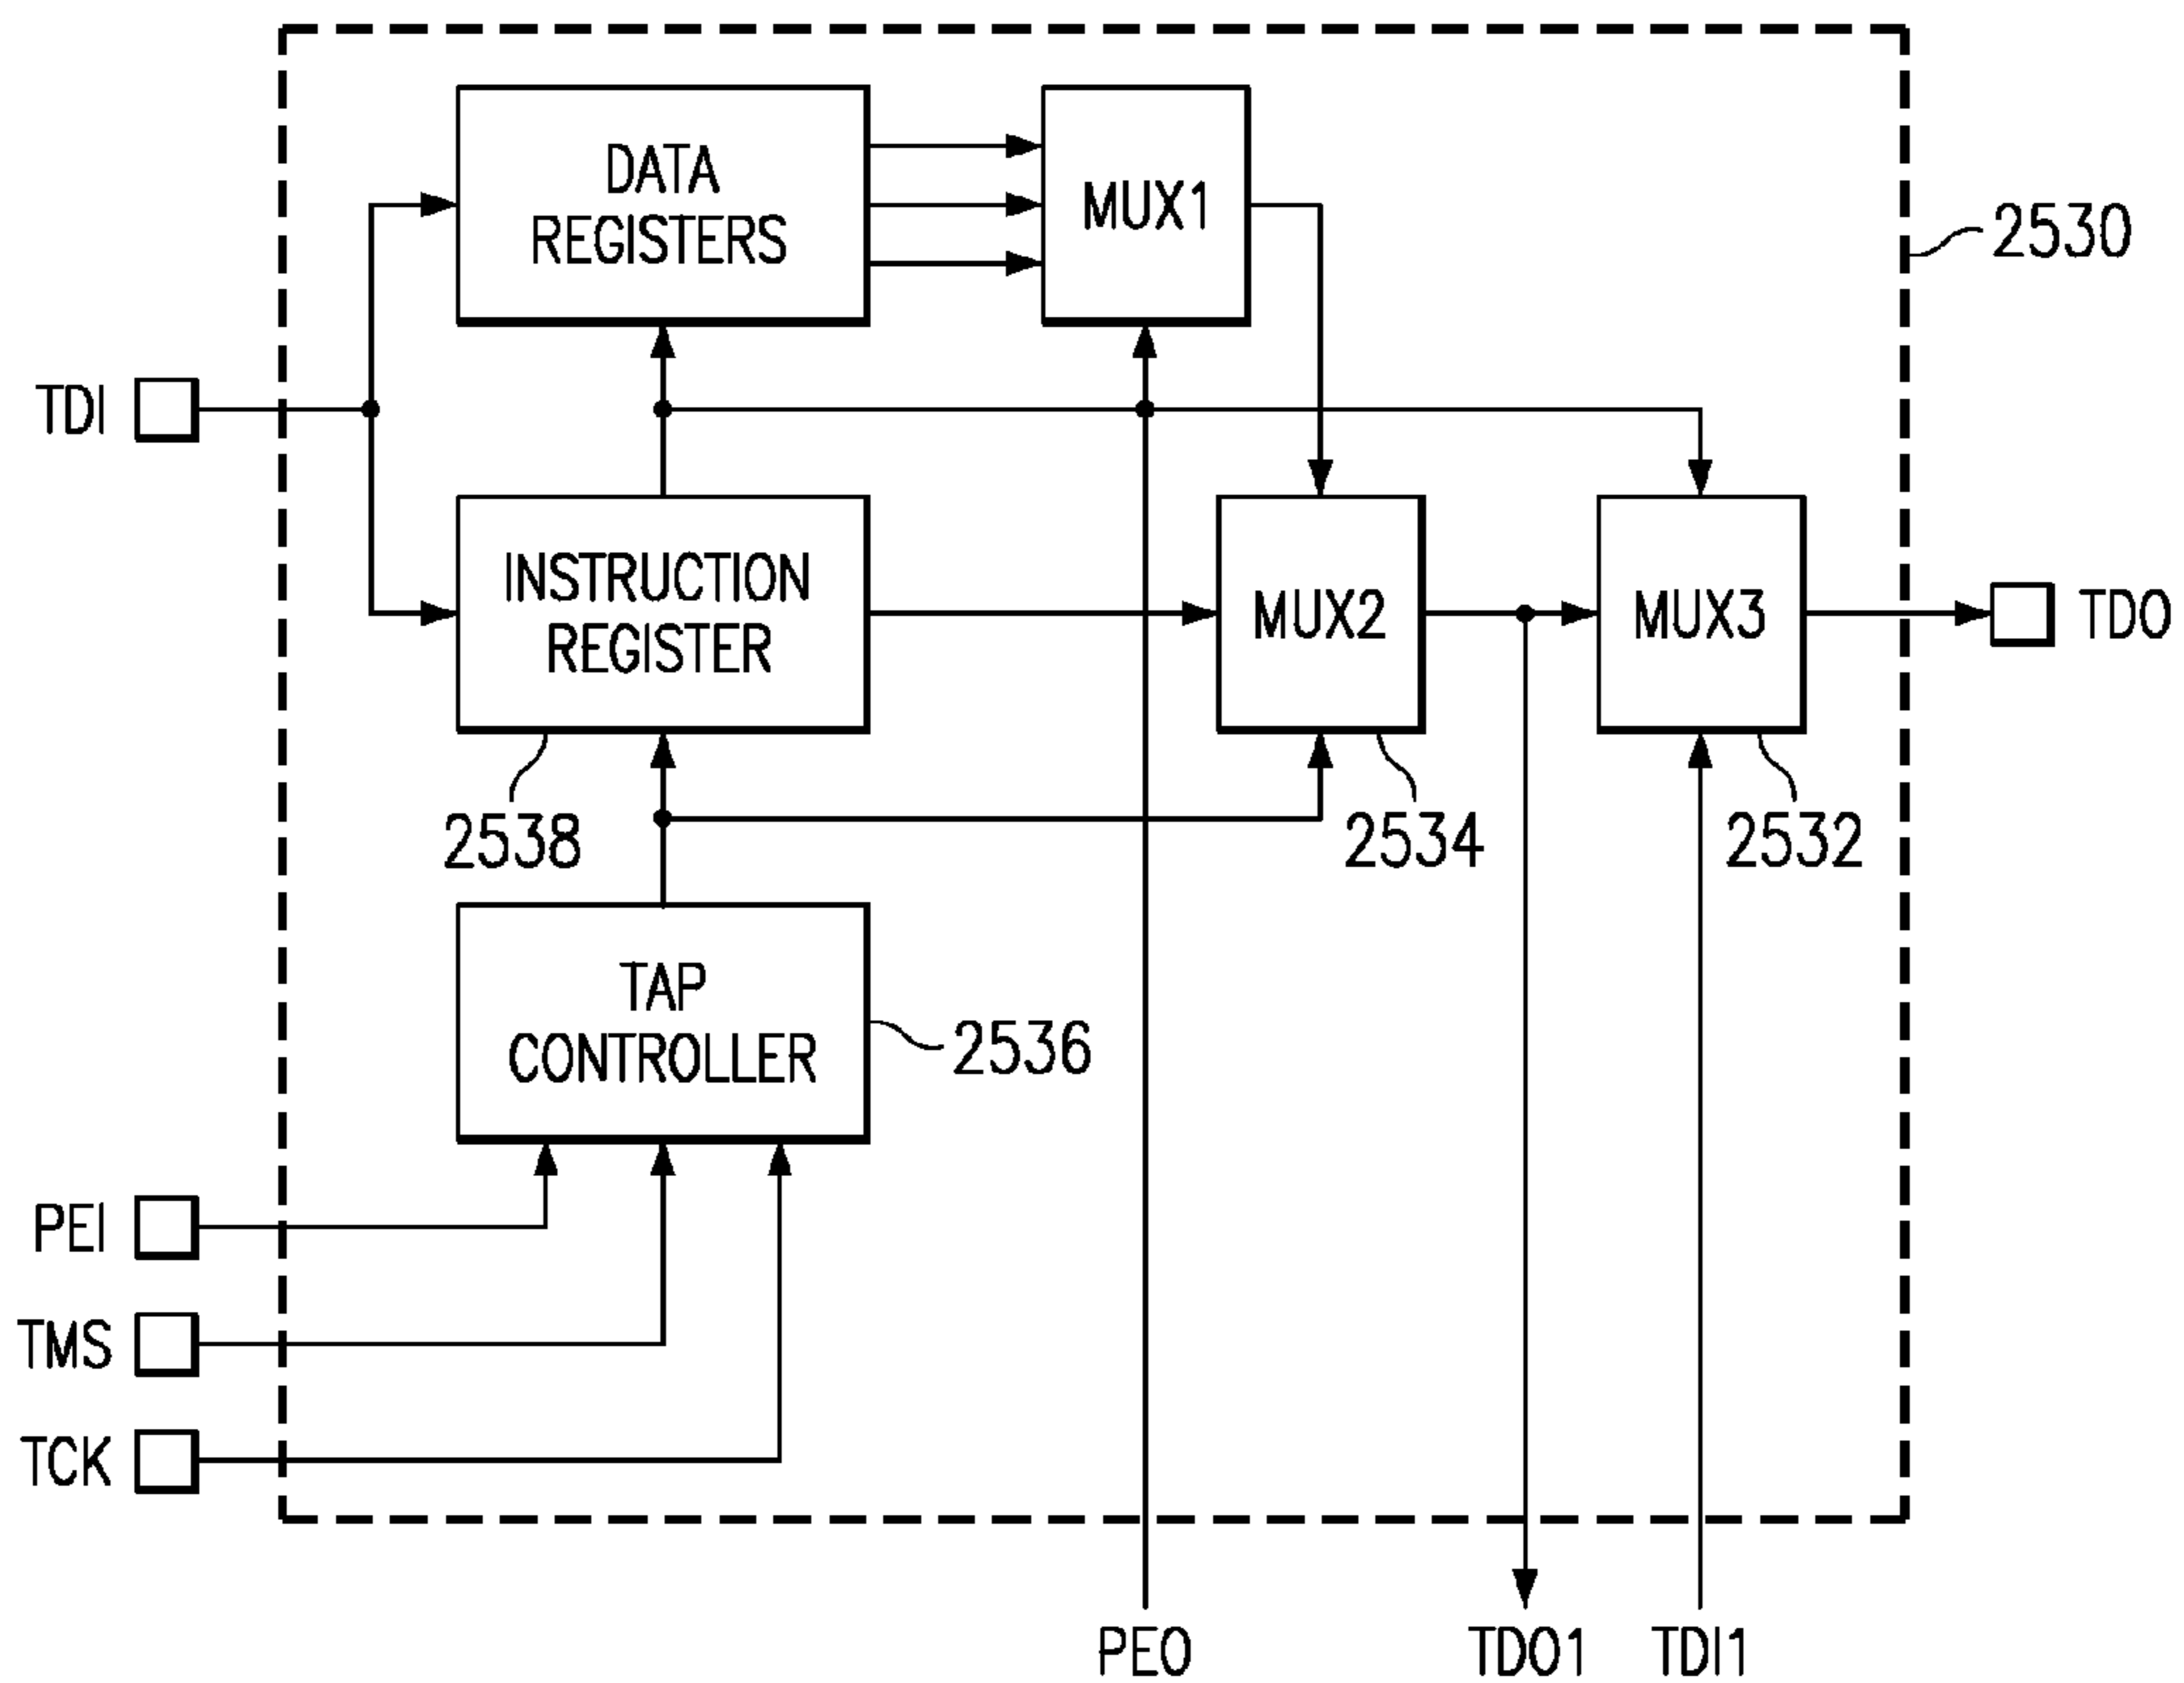 DATA
REGISTERS
MUX1
2530
TDI
INSTRUCTION
REGISTER
MUX2
MUX3
TDO
2538
2534
2532
TAP
CONTROLLER
2536
PEI
TMS
TCK
PEO
TDO1
TDI1